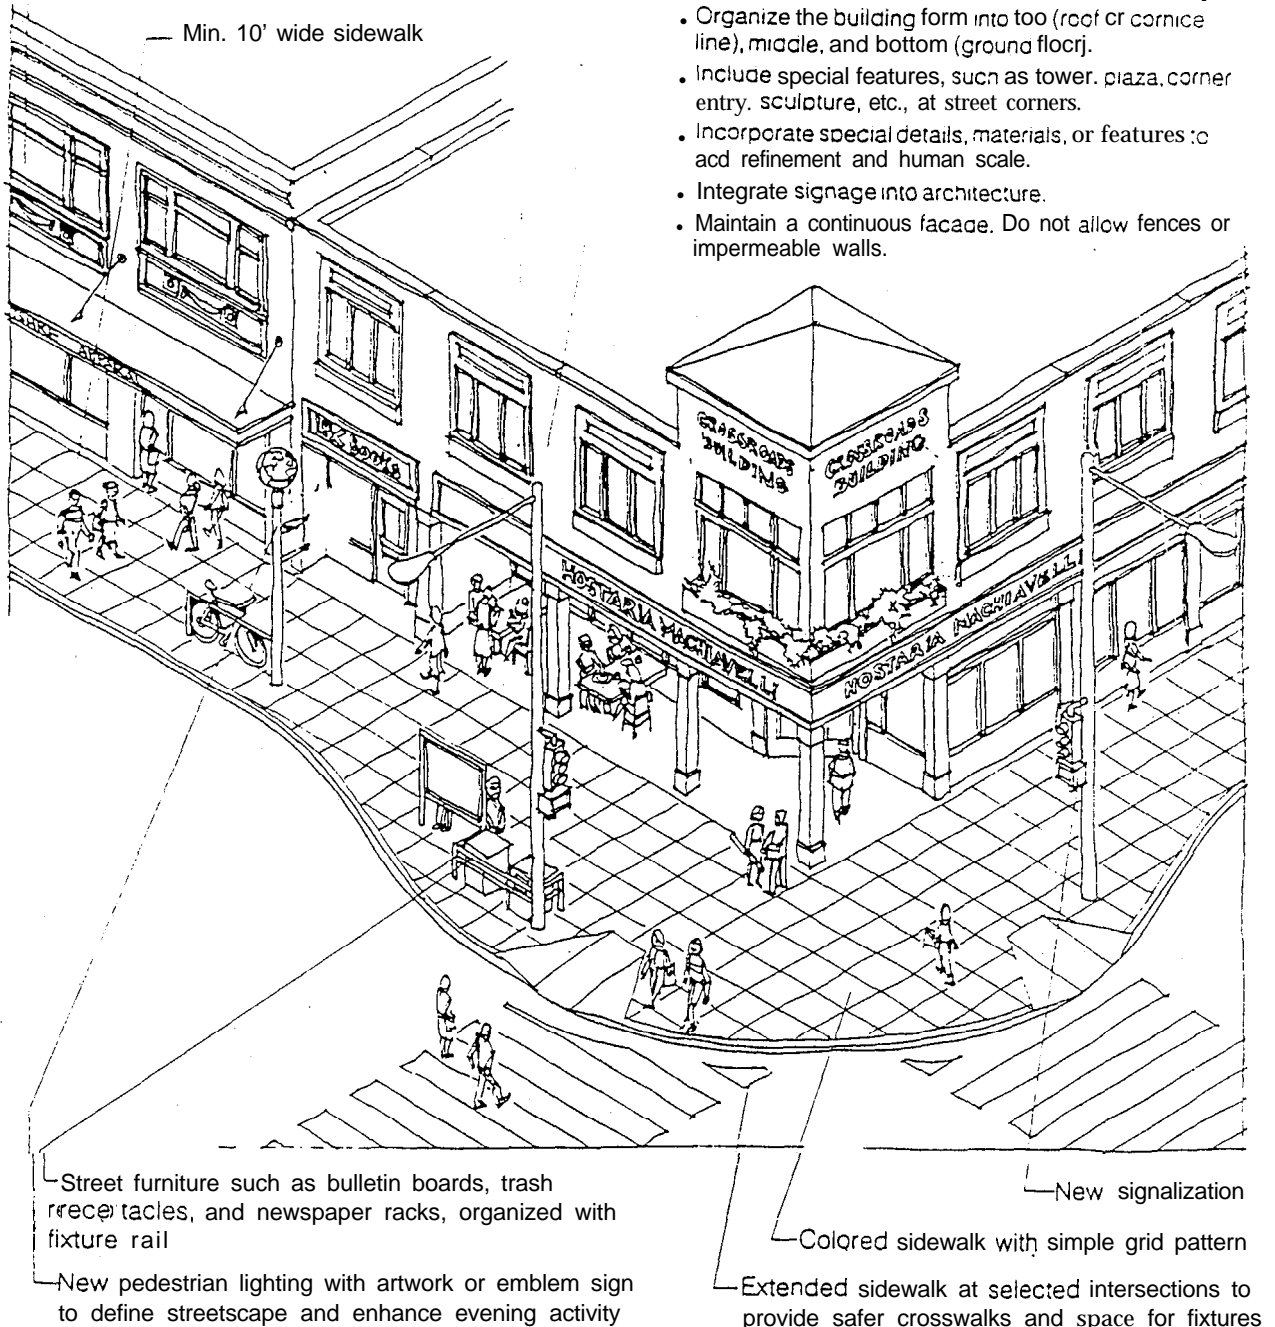 Min. 10' wide sidewalk
• Organize the building form into too (roof cr cornice
line), middle, and bottom (ground flocrj.
• Include special features, sucn as tower. piaza, corner
entry. sculpture, etc., at street corners.
• Incorporate special details, materials, or features :o
acd refinement and human scale.
• Integrate signage into architecture.
• Maintain a continuous facade. Do not allow fences or
impermeable walls.
BOOKS
CROSSROADS
BUILDING
CROSSROADS
BUILDING
HOSTARIA MACHIAVELLI
HOSTARIA MACHIAVELLI
Street furniture such as bulletin boards, trash
rrecep tacles, and newspaper racks, organized with
fixture rail
New pedestrian lighting with artwork or emblem sign
to define streetscape and enhance evening activity
New signalization
Colored sidewalk with simple grid pattern
Extended sidewalk at selected intersections to
provide safer crosswalks and space for fixtures